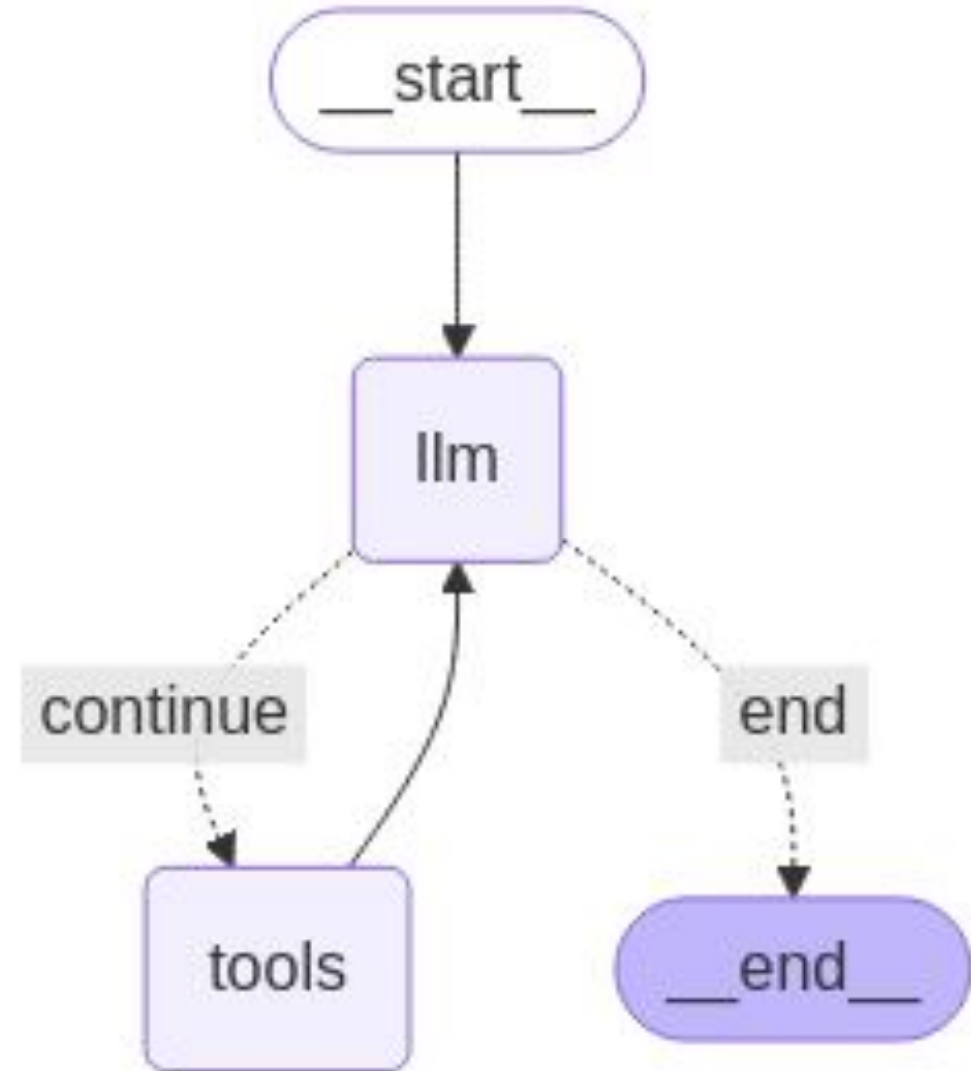 __start__
llm
continue
end
tools
__end__